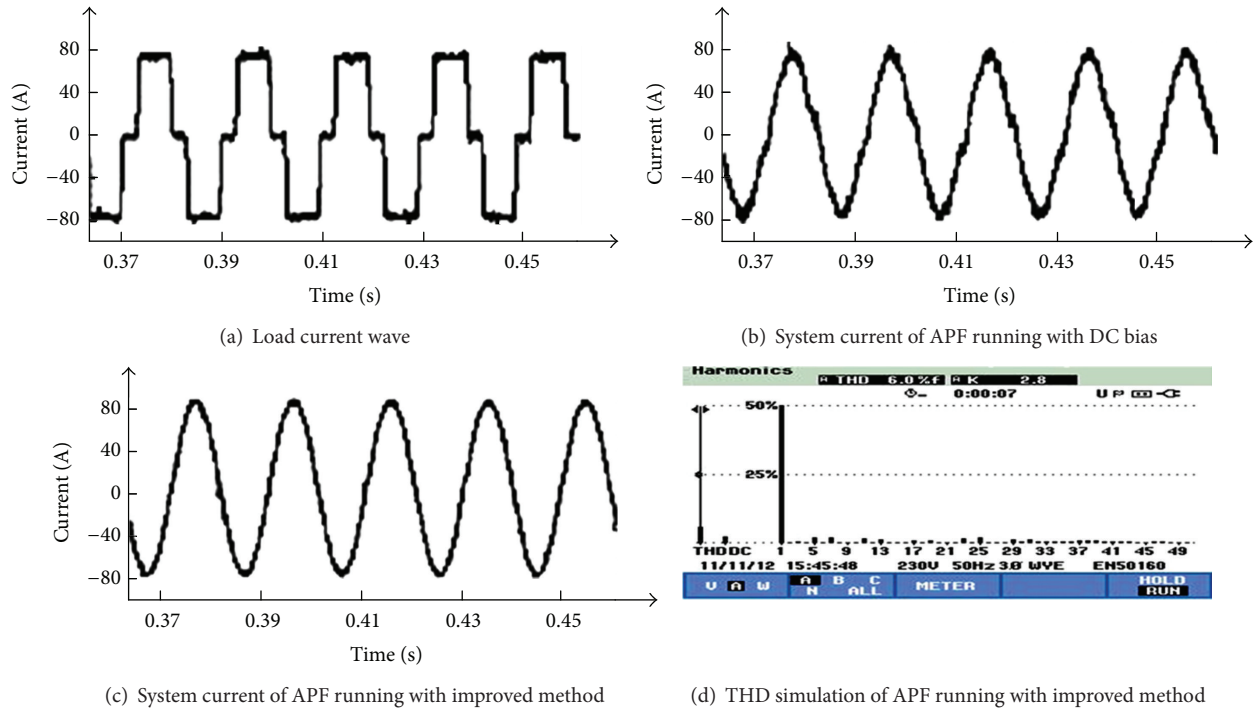 80
40
0
−40
−80
Current (A)
0.37 0.39 0.41 0.43 0.45
Time (s)
(a) Load current wave
80
40
0
−40
−80
Current (A)
0.37 0.39 0.41 0.43 0.45
Time (s)
(b) System current of APF running with DC bias
80
40
0
−40
−80
Current (A)
0.37 0.39 0.41 0.43 0.45
Time (s)
(c) System current of APF running with improved method
Harmonics
A THD 6.0%f A K 2.8
0:00:07
50%
25%
THDDC 1 5 9 13 17 21 25 29 33 37 41 45 49
11/11/12 15:45:48 230V 50Hz 3Ø WYE EN50160
V A W A B C METER HOLD
N ALL RUN
(d) THD simulation of APF running with improved method